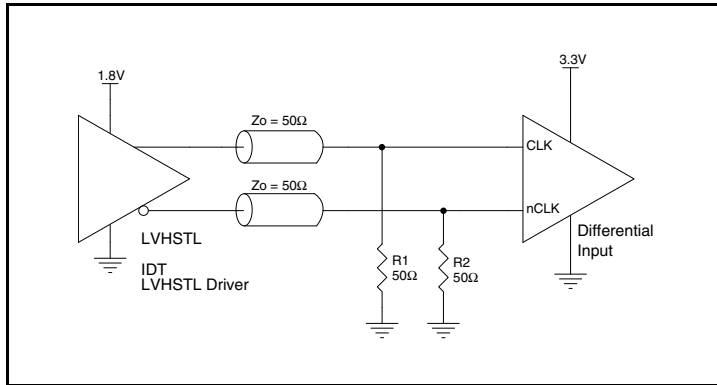 1.8V
3.3V
Zo = 50Ω
CLK
Zo = 50Ω
nCLK
LVHSTL
IDT
LVHSTL Driver
R1
50Ω
R2
50Ω
Differential
Input